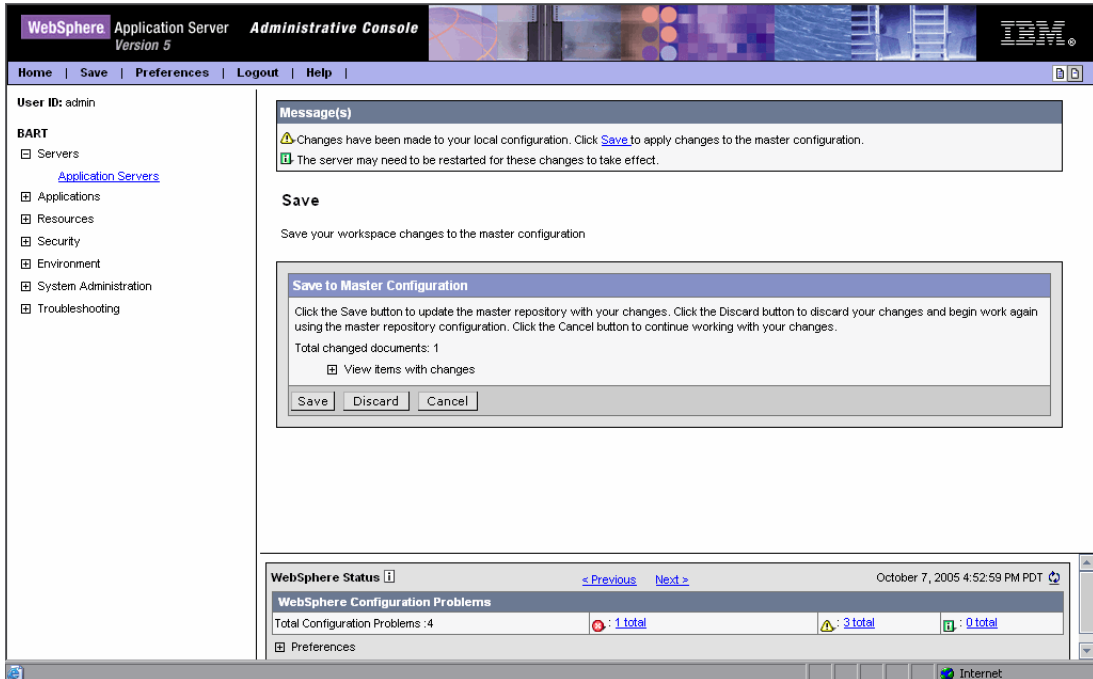 WebSphere Application Server Administrative Console
Version 5
IBM®
Home | Save | Preferences | Logout | Help |
User ID: admin
BART
Servers
Application Servers
Applications
Resources
Security
Environment
System Administration
Troubleshooting
Message(s)
Changes have been made to your local configuration. Click Save to apply changes to the master configuration.
The server may need to be restarted for these changes to take effect.
Save
Save your workspace changes to the master configuration
Save to Master Configuration
Click the Save button to update the master repository with your changes. Click the Discard button to discard your changes and begin work again
using the master repository configuration. Click the Cancel button to continue working with your changes.
Total changed documents: 1
View items with changes
Save Discard Cancel
WebSphere Status i < Previous Next > October 7, 2005 4:52:59 PM PDT
WebSphere Configuration Problems
Total Configuration Problems :4 : 1 total : 3 total : 0 total
Preferences
Internet